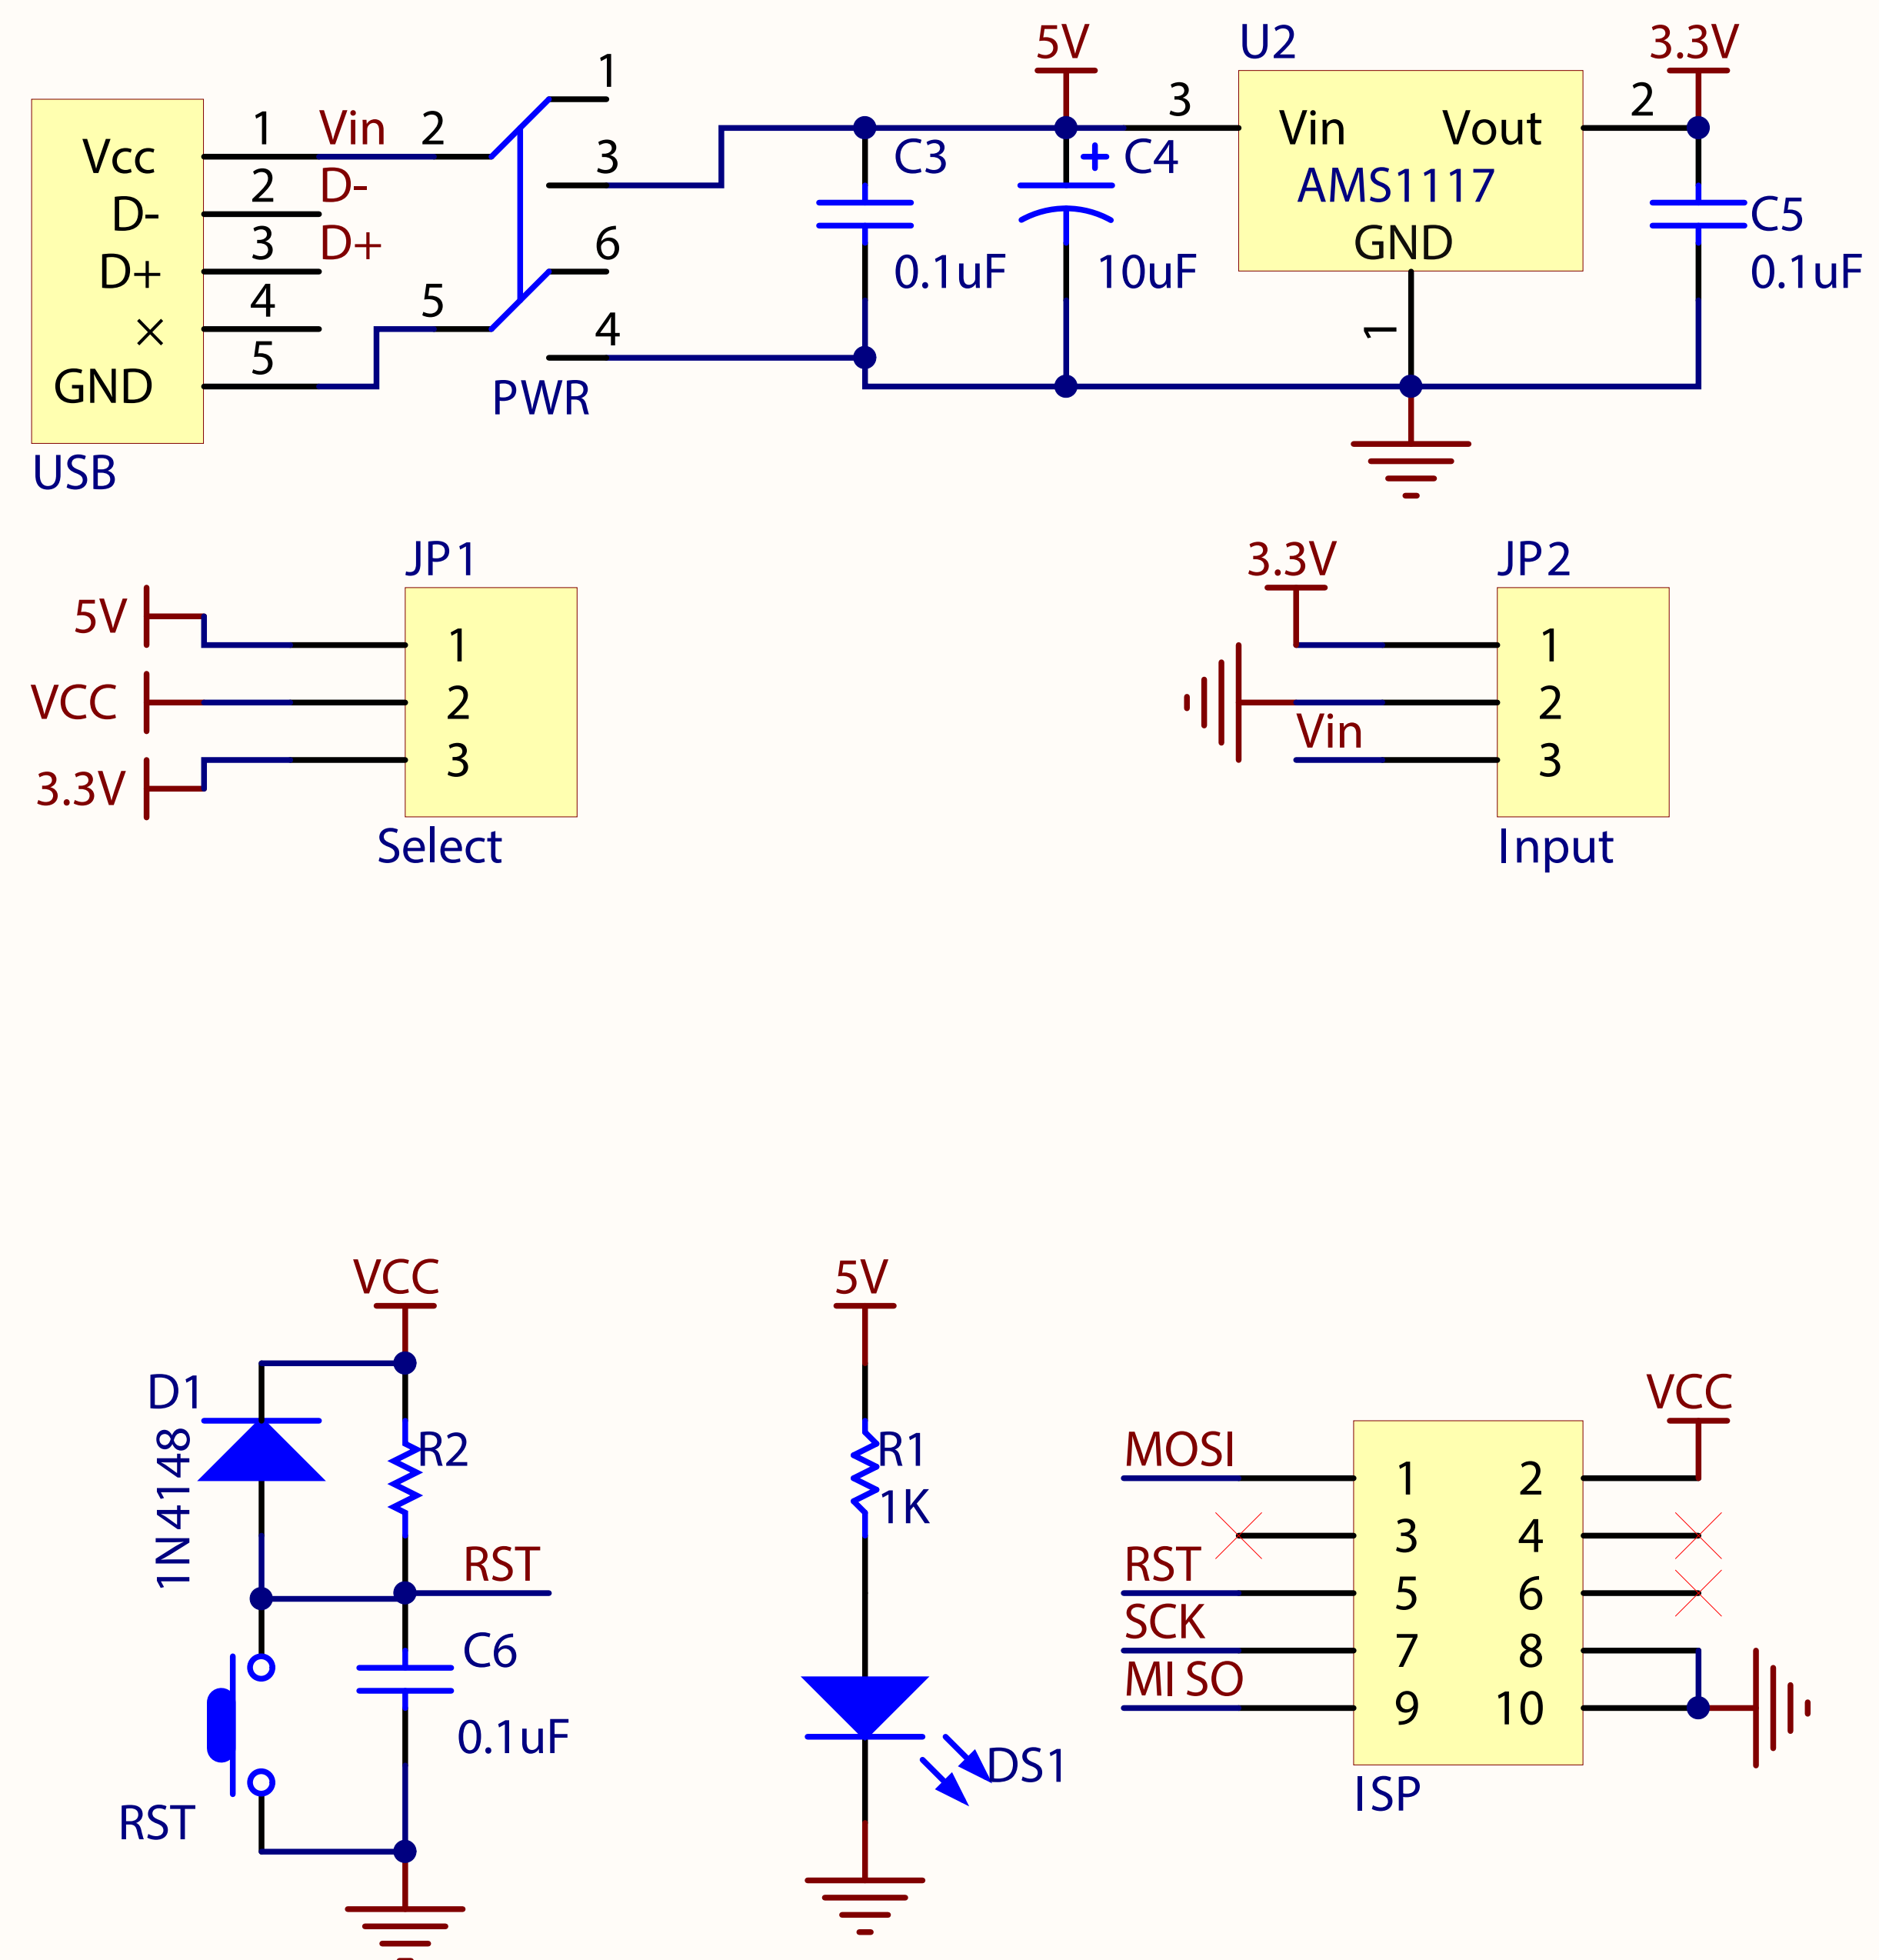 5V
U2
3.3V
1
3
2
1
Vin
2
Vin
Vout
Vcc
3
C3
C4
2
D-
AMS1117
C5
D-
3
D+
6
GND
D+
0.1uF
10uF
0.1uF
4
5
4
1
×
5
GND
PWR
USB
JP1
3.3V
JP2
5V
1
1
VCC
2
2
Vin
3.3V
3
3
Select
Input
VCC
5V
D1
VCC
1N4148
R2
R1
MOSI
1
2
1K
3
4
RST
RST
5
6
SCK
C6
7
8
MISO
0.1uF
9
10
DS1
ISP
RST